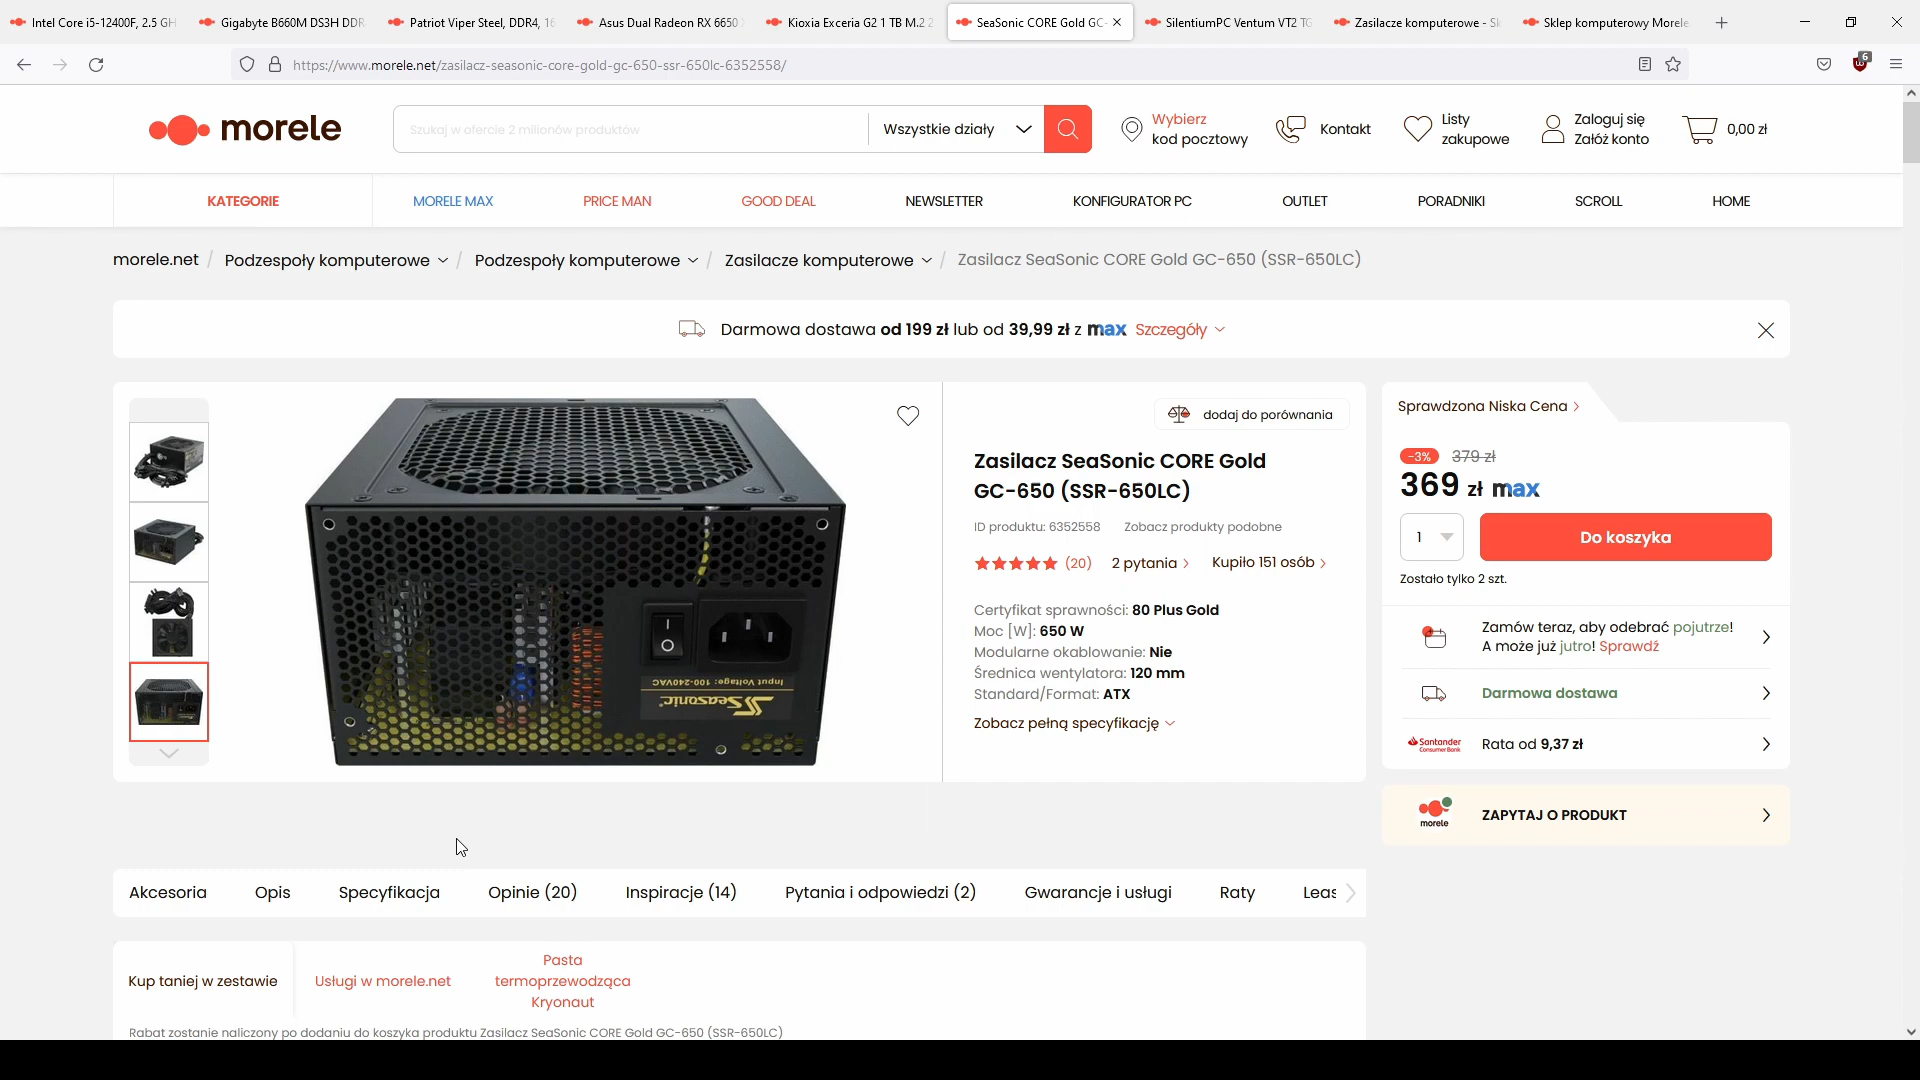 Intel Core i5-12400F, 2.5 GH
Gigabyte B660M DS3H DDR
Patriot Viper Steel, DDR4, 16
Asus Dual Radeon RX 6650
Kioxia Exceria G2 1 TB M.2 2
SeaSonic CORE Gold GC-
SilentiumPC Ventum VT2 TG
Zasilacze komputerowe - Sk
Sklep komputerowy Morele
https://www.morele.net/zasilacz-seasonic-core-gold-gc-650-ssr-650lc-6352558/
6
morele
Szukaj w ofercie 2 milionów produktów
Wszystkie działy
Wybierz
kod pocztowy
Kontakt
Listy
zakupowe
Zaloguj się
Załóż konto
0,00 zł
KATEGORIE
MORELE MAX
PRICE MAN
GOOD DEAL
NEWSLETTER
KONFIGURATOR PC
OUTLET
PORADNIKI
SCROLL
HOME
morele.net / Podzespoły komputerowe / Podzespoły komputerowe / Zasilacze komputerowe / Zasilacz SeaSonic CORE Gold GC-650 (SSR-650LC)
Darmowa dostawa od 199 zł lub od 39,99 zł z max Szczegóły
Input Voltage: 100-240VAC
Seasonic
dodaj do porównania
Zasilacz SeaSonic CORE Gold
GC-650 (SSR-650LC)
ID produktu: 6352558
Zobacz produkty podobne
(20)
2 pytania
Kupiło 151 osób
Certyfikat sprawności: 80 Plus Gold
Moc [W]: 650 W
Modularne okablowanie: Nie
Średnica wentylatora: 120 mm
Standard/Format: ATX
Zobacz pełną specyfikację
Sprawdzona Niska Cena
-3% 379 zł
369 zł max
1
Do koszyka
Zostało tylko 2 szt.
Zamów teraz, aby odebrać pojutrze!
A może już jutro! Sprawdź
Darmowa dostawa
Santander
Consumer Bank
Rata od 9,37 zł
morele
ZAPYTAJ O PRODUKT
Akcesoria
Opis
Specyfikacja
Opinie (20)
Inspiracje (14)
Pytania i odpowiedzi (2)
Gwarancje i usługi
Raty
Leas
Kup taniej w zestawie
Usługi w morele.net
Pasta
termoprzewodząca
Kryonaut
Rabat zostanie naliczony po dodaniu do koszyka produktu Zasilacz SeaSonic CORE Gold GC-650 (SSR-650LC)